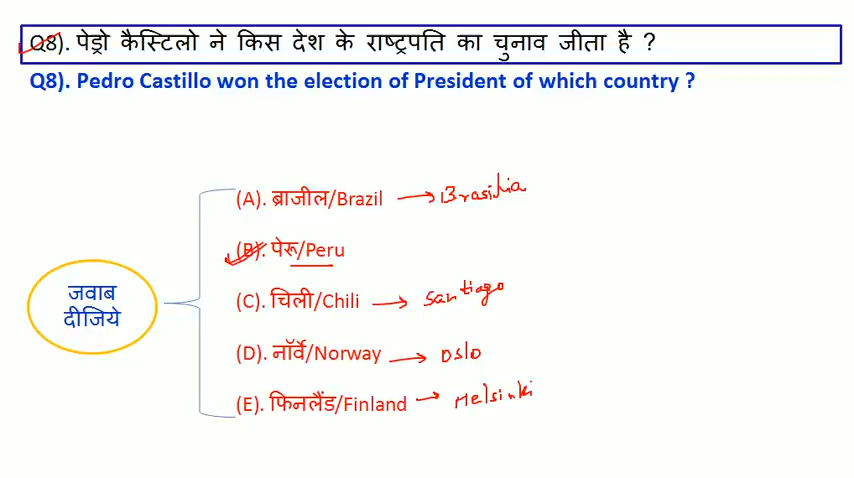 Q8). पेड्रो कैस्टिलो ने किस देश के राष्ट्रपति का चुनाव जीता है ?
Q8). Pedro Castillo won the election of President of which country ?
(A). ब्राजील/Brazil → Brasilia
(B). पेरू/Peru
(C). चिली/Chili → Santiago
जवाब
दीजिये
(D). नॉर्वे/Norway → Oslo
(E). फिनलैंड/Finland → Helsinki